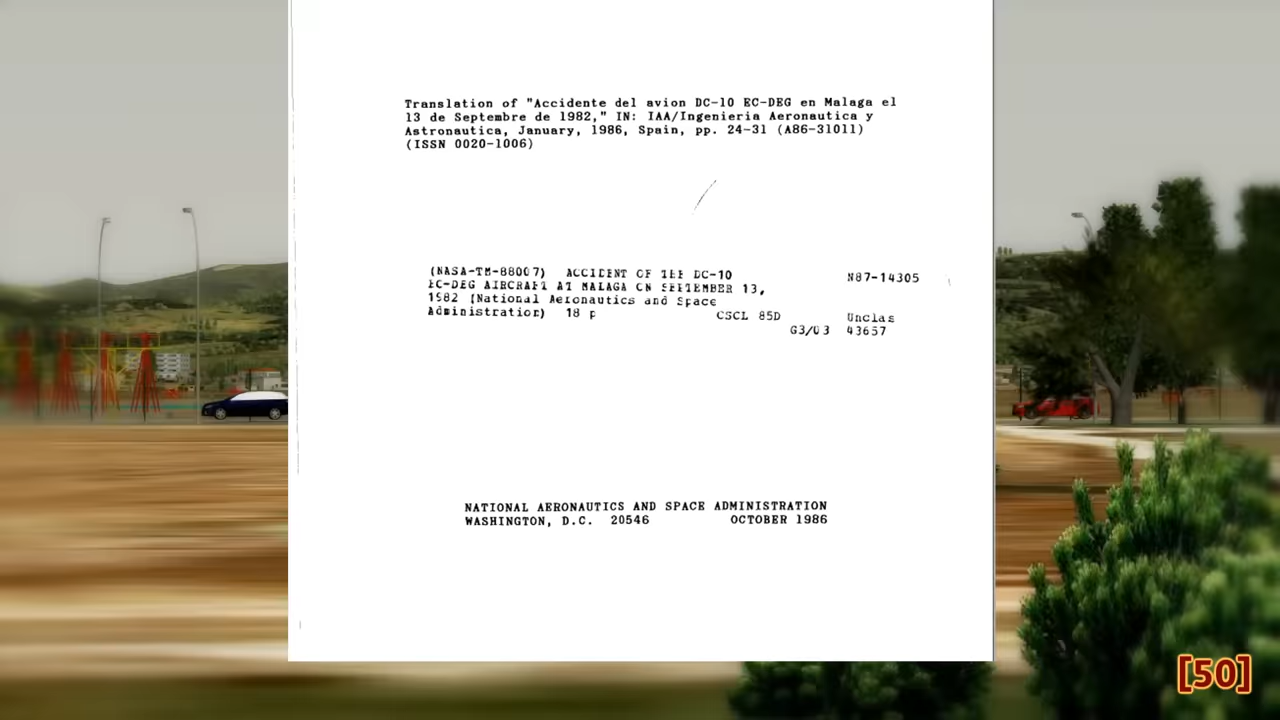 Translation of "Accidente del avion DC-10 EC-DEG en Malaga el
13 de Septembre de 1982," IN: IAA/Ingenieria Aeronautica y
Astronautica, January, 1986, Spain, pp. 24-31 (A86-31011)
(ISSN 0020-1006)
(NASA-TM-88007) ACCIDENT OF THE DC-10 N87-14305
EC-DEG AIRCRAFT AT MALAGA ON SEPTEMBER 13,
1982 (National Aeronautics and Space
Administration) 18 p CSCL 85D Unclas
G3/03 43657
NATIONAL AERONAUTICS AND SPACE ADMINISTRATION
WASHINGTON, D.C. 20546 OCTOBER 1986
[50]